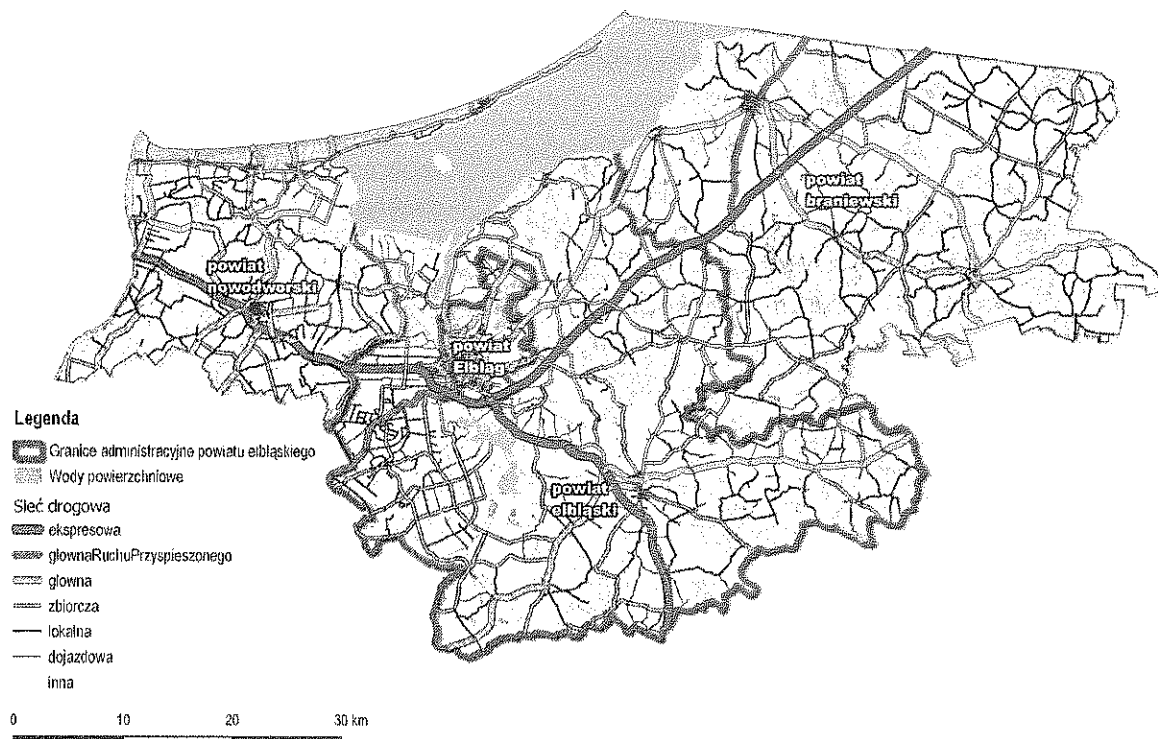 powiat
braniewski
powiat
nowodworski
powiat
Elbląg
powiat
elbląski
Legenda
Granice administracyjne powiatu elbląskiego
Wody powierzchniowe
Sieć drogowa
ekspresowa
głownaRuchuPrzyspieszonego
glowna
zbiorcza
lokalna
dojazdowa
inna
0 10 20 30 km